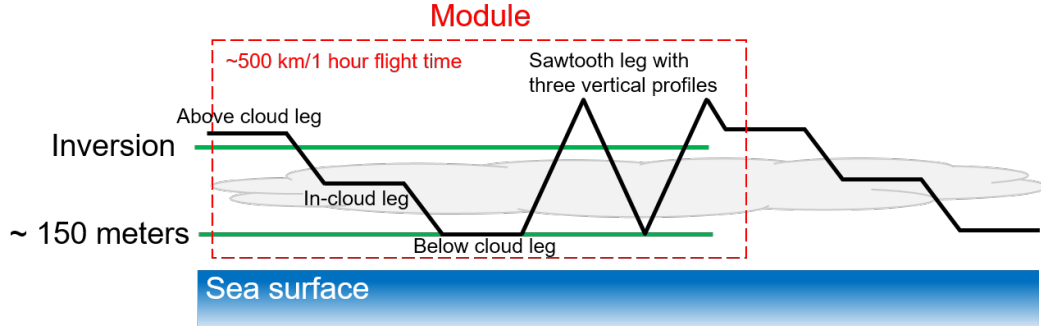 Module
~500 km/1 hour flight time
Sawtooth leg with
three vertical profiles
Above cloud leg
Inversion
In-cloud leg
~ 150 meters
Below cloud leg
Sea surface